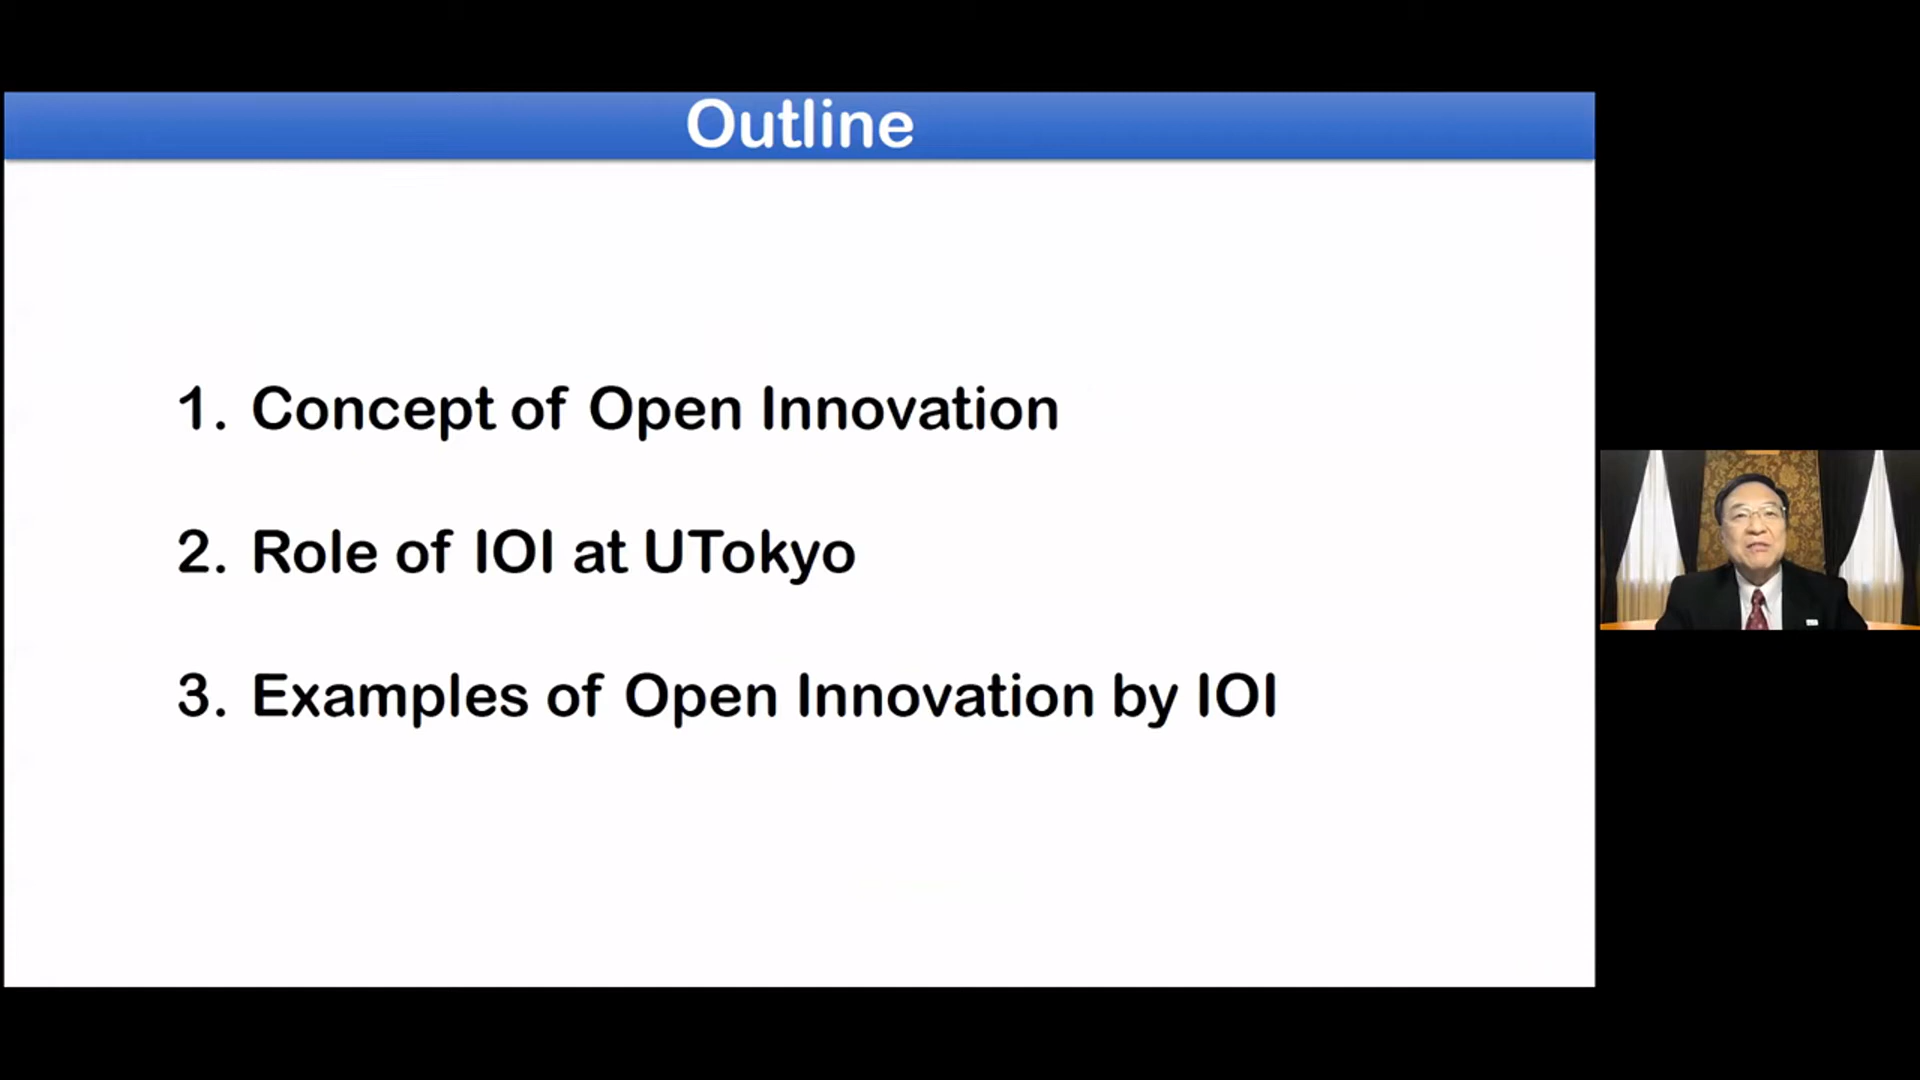 Outline
1. Concept of Open Innovation
2. Role of IOI at UTokyo
3. Examples of Open Innovation by IOI